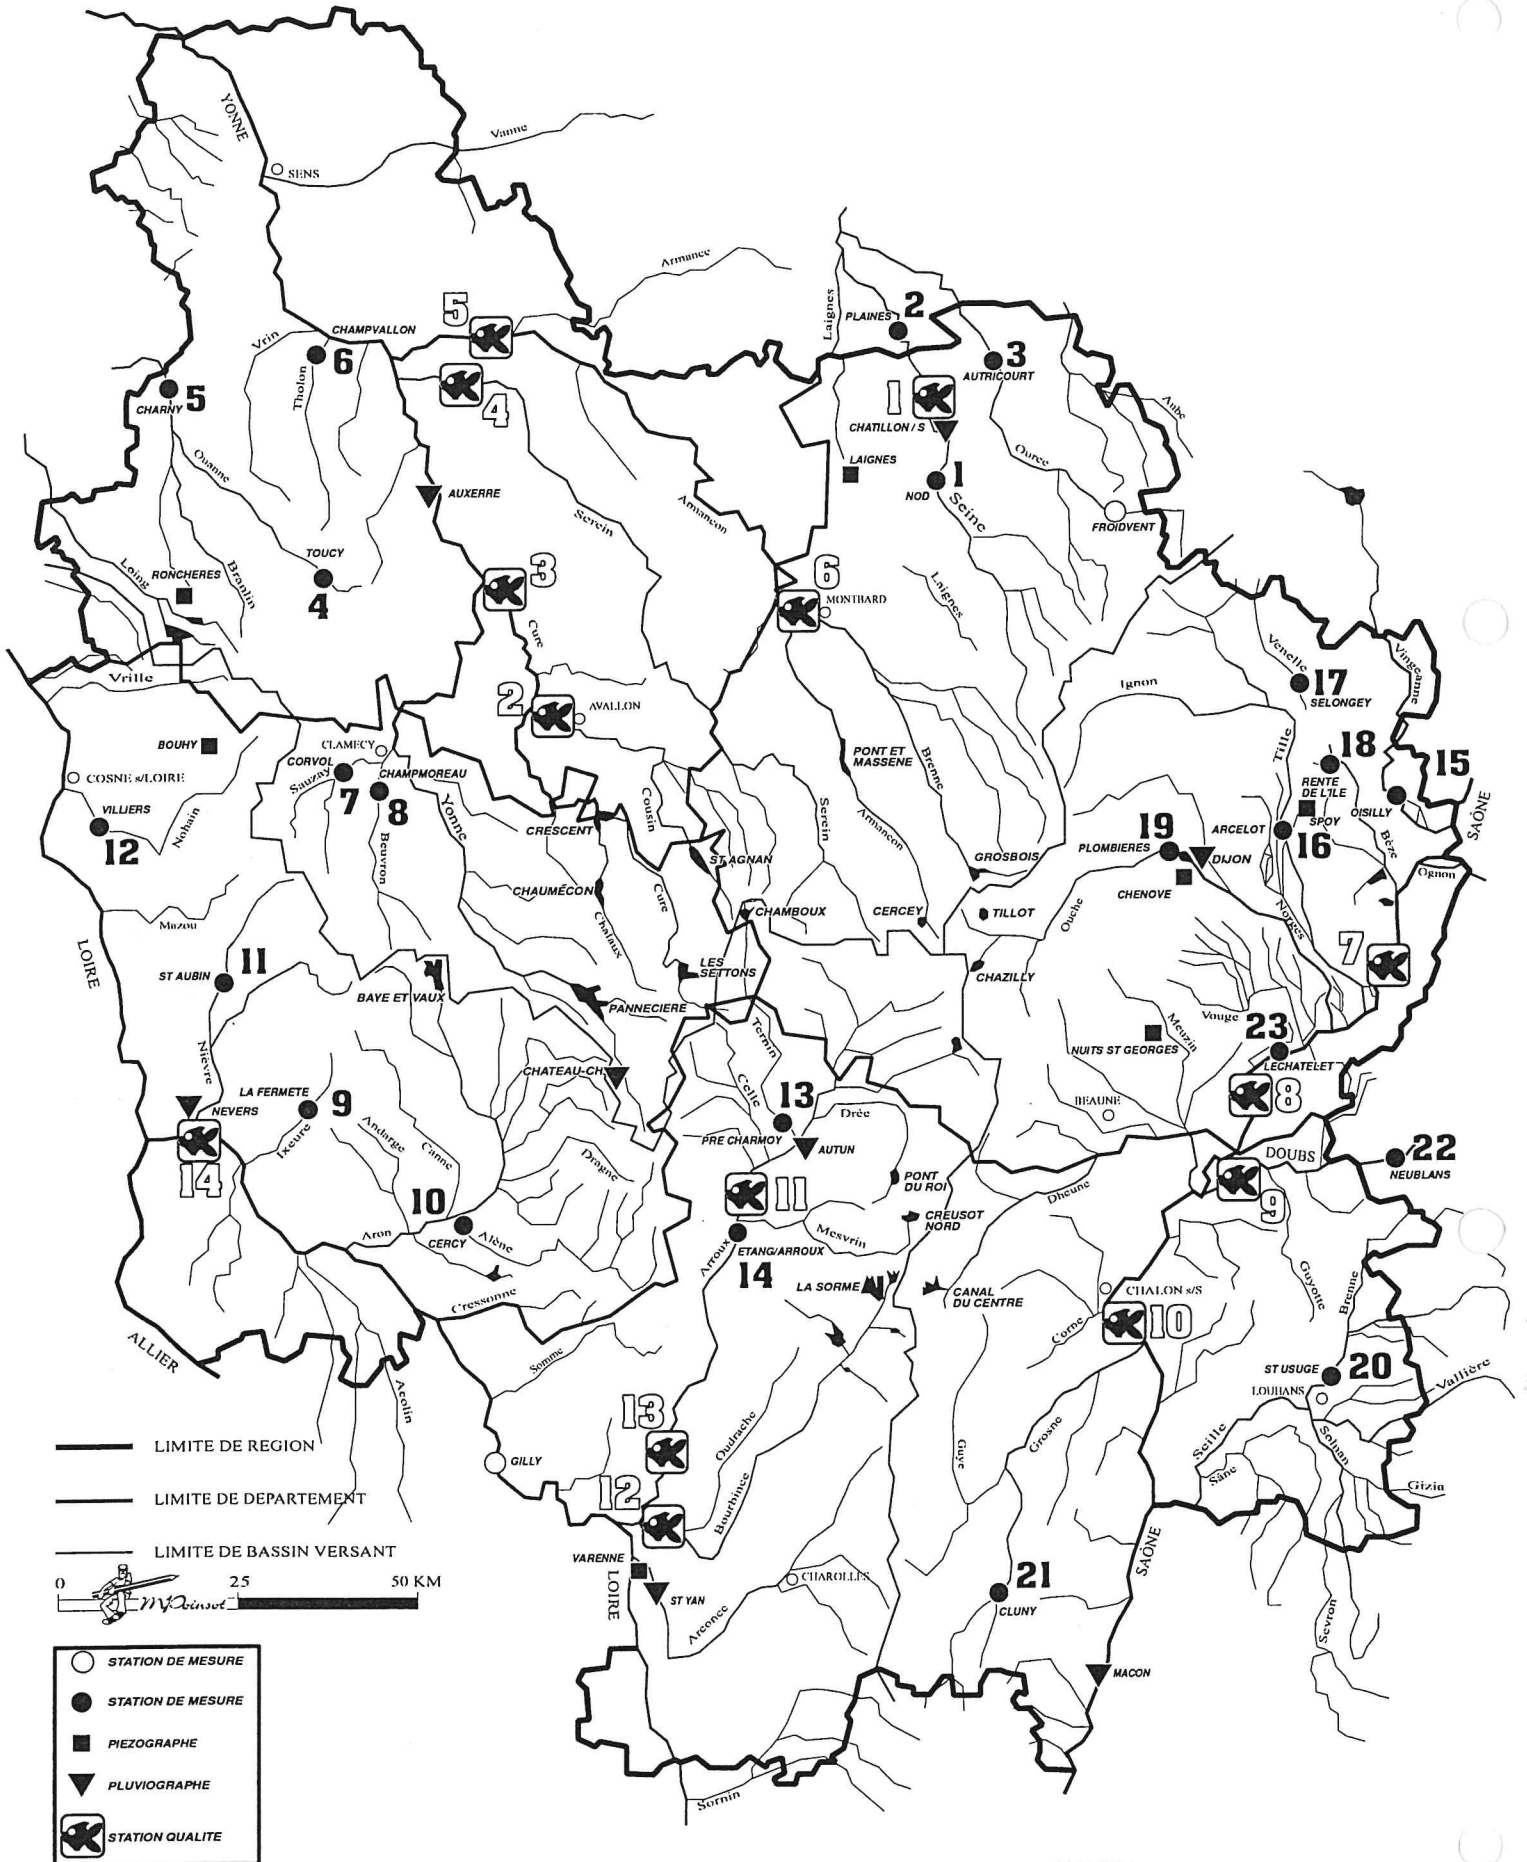 YONNE
Vanne
SENS
Armance
Laignes
2
PLAINES
5
CHAMPVALLON
Vrin
6
3
AUTRICOURT
Tholon
4
5
CHARNY
1
CHATILLON / S
Aube
Ouanne
LAIGNES
1
NOD
Seine
Ource
FROIDVENT
AUXERRE
Serein
Armancon
TOUCY
4
RONCHERES
Loing
Branlin
3
Cure
6
MONTBARD
Laignes
Venelle
Vingeanne
Vrille
17
SELONGEY
Ignon
2
AVALLON
BOUHY
CLAMECY
COSNE s/LOIRE
CORVOL
Sauzay
7
CHAMPMOREAU
8
PONT ET
MASSENE
Brenne
Tille
18
RENTE
DE L'ILE
15
OISILLY
SAÔNE
VILLIERS
12
Nohain
Yonne
Beuvron
CRESCENT
Cousin
Serein
Armancon
ST AGNAN
GROSBOIS
19
PLOMBIERES
DIJON
ARCELOT
SPOY
16
Bèze
Ognon
CHENOVE
CHAUMÉCON
Chalaux
Cure
CHAMBOUX
CERCEY
TILLOT
Ouche
Norges
Mazou
LOIRE
ST AUBIN
11
LES
SETTONS
CHAZILLY
7
BAYE ET VAUX
PANNECIERE
Ternin
Vouge
Meuzin
23
LECHATELET
NUITS ST GEORGES
Nièvre
CHATEAU-CH
Celle
13
Drée
PRE CHARMOY
AUTUN
BEAUNE
8
LA FERMETE
9
NEVERS
14
Ixeure
Andarge
Canne
Dragne
DOUBS
22
NEUBLANS
11
PONT
DU ROI
Dheune
9
10
CERCY
Aron
Alène
Arroux
ETANG/ARROUX
14
Mesvrin
CREUSOT
NORD
LA SORME
CANAL
DU CENTRE
CHALON s/S
10
Corne
Guyotte
Brenne
Cressonne
ALLIER
Somme
Acolin
ST USUGE
20
LOUHANS
Vallière
13
Oudrache
Guye
Grosne
Seille
Solnan
Sâne
Gizia
GILLY
12
Bourbince
LIMITE DE REGION
LIMITE DE DEPARTEMENT
LIMITE DE BASSIN VERSANT
0 25 50 KM
VARENNE
LOIRE
ST YAN
CHAROLLES
Arconce
21
CLUNY
SAÔNE
Sevron
MACON
Sornin
STATION DE MESURE
STATION DE MESURE
PIEZOGRAPHE
PLUVIOGRAPHE
STATION QUALITE